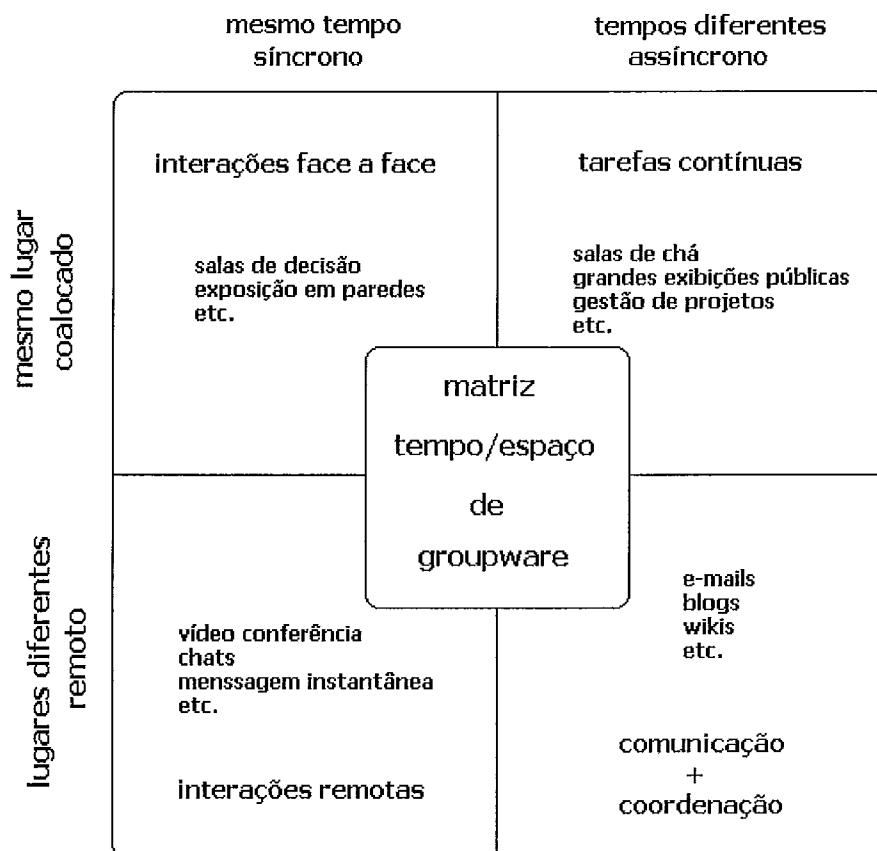 mesmo tempo
síncrono
tempos diferentes
assíncrono
mesmo lugar
coalocado
interações face a face
salas de decisão
exposição em paredes
etc.
tarefas contínuas
salas de chá
grandes exibições públicas
gestão de projetos
etc.
matriz
tempo/espaço
de
groupware
lugares diferentes
remoto
vídeo conferência
chats
menssagem instantânea
etc.
interações remotas
e-mails
blogs
wikis
etc.
comunicação
+
coordenação